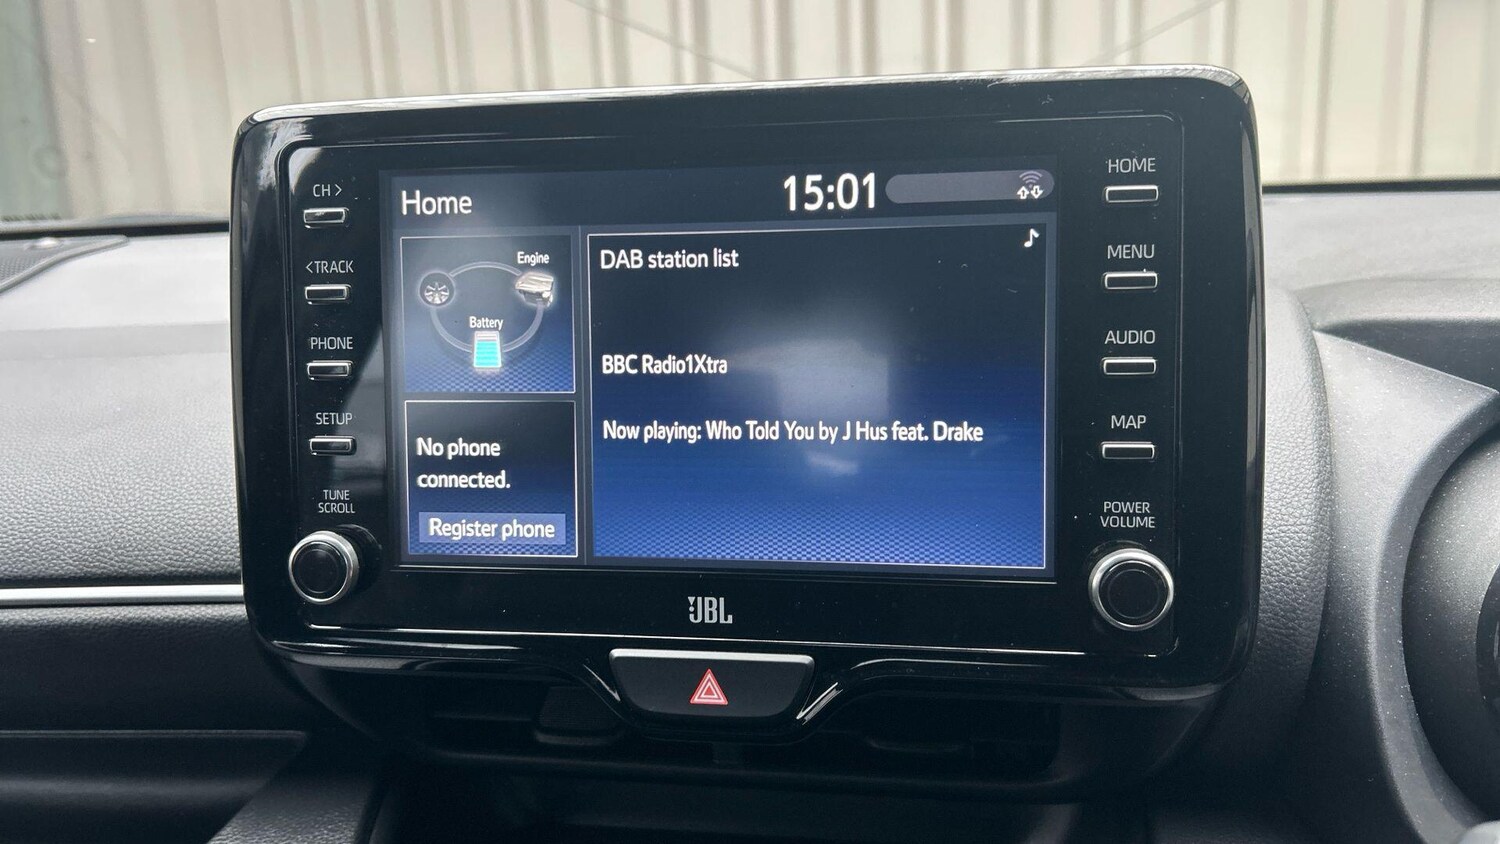 CH >
<TRACK
PHONE
SETUP
TUNE
SCROLL
Home
15:01
Engine
Battery
No phone
connected.
Register phone
DAB station list
BBC Radio1Xtra
Now playing: Who Told You by J Hus feat. Drake
HOME
MENU
AUDIO
MAP
POWER
VOLUME
JBL